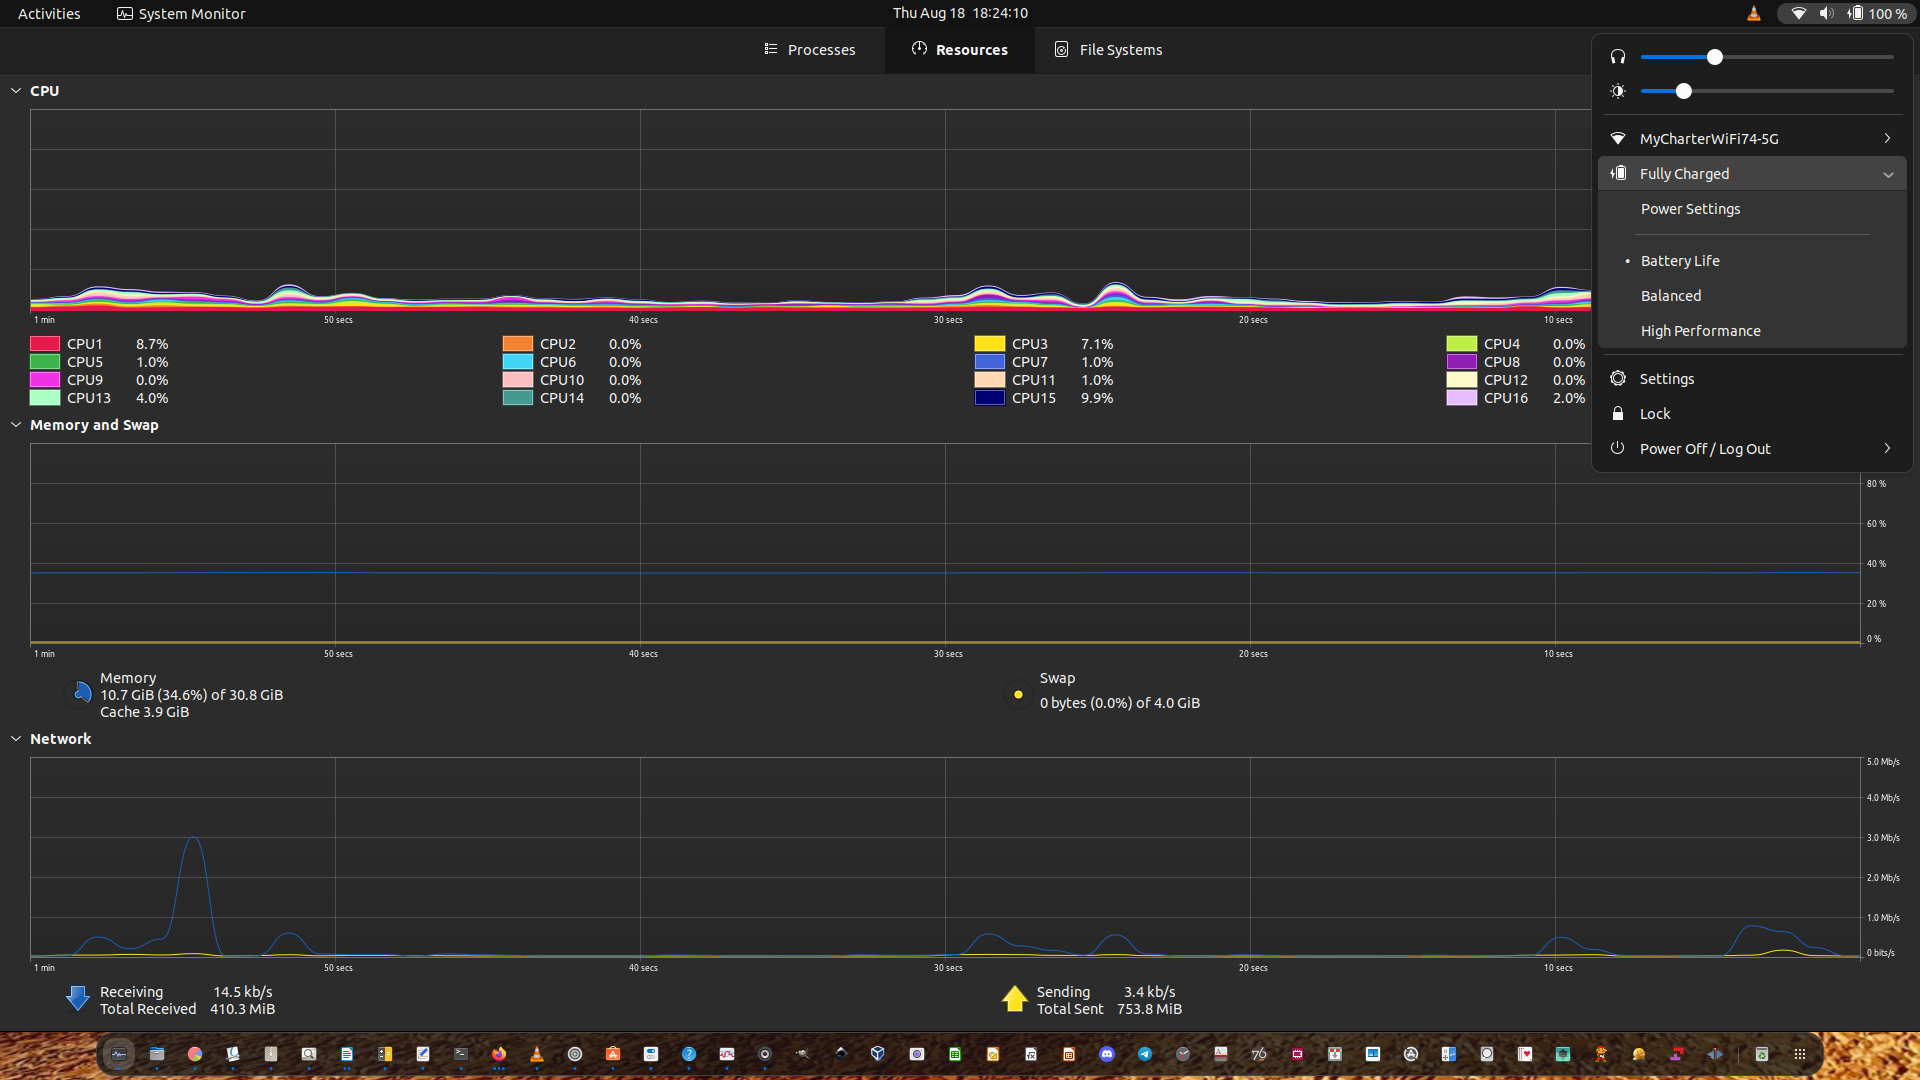 Activities
System Monitor
Thu Aug 18  18:24:10
100 %
Processes
Resources
File Systems
CPU
1 min
50 secs
40 secs
30 secs
20 secs
10 secs
CPU1 8.7%
CPU2 0.0%
CPU3 7.1%
CPU4 0.0%
CPU5 1.0%
CPU6 0.0%
CPU7 1.0%
CPU8 0.0%
CPU9 0.0%
CPU10 0.0%
CPU11 1.0%
CPU12 0.0%
CPU13 4.0%
CPU14 0.0%
CPU15 9.9%
CPU16 2.0%
MyCharterWiFi74-5G
Fully Charged
Power Settings
Battery Life
Balanced
High Performance
Settings
Lock
Power Off / Log Out
Memory and Swap
80 %
60 %
40 %
20 %
0 %
1 min
50 secs
40 secs
30 secs
20 secs
10 secs
Memory
10.7 GiB (34.6%) of 30.8 GiB
Cache 3.9 GiB
Swap
0 bytes (0.0%) of 4.0 GiB
Network
5.0 Mb/s
4.0 Mb/s
3.0 Mb/s
2.0 Mb/s
1.0 Mb/s
0 bits/s
1 min
50 secs
40 secs
30 secs
20 secs
10 secs
Receiving 14.5 kb/s
Total Received 410.3 MiB
Sending 3.4 kb/s
Total Sent 753.8 MiB
76